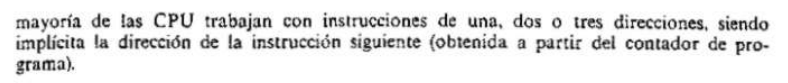 mayoría de las CPU trabajan con instrucciones de una, dos o tres direcciones, siendo
implícita la dirección de la instrucción siguiente (obtenida a partir del contador de pro-
grama).